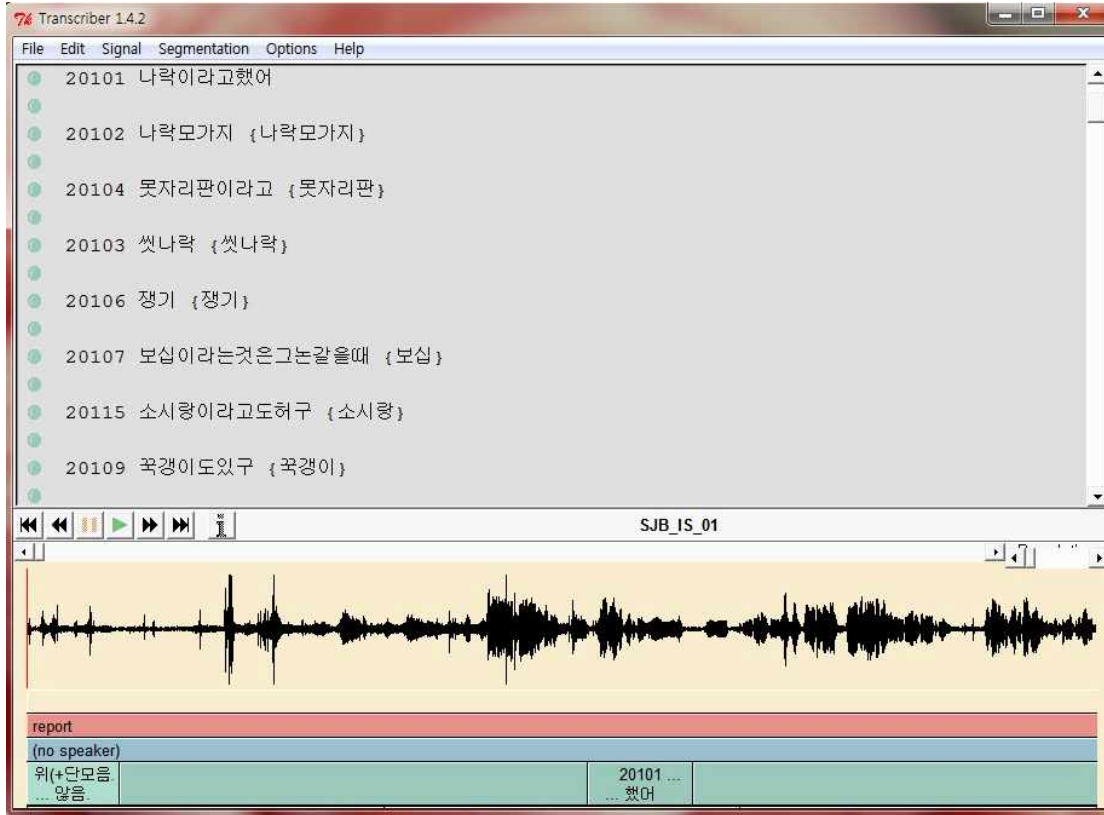 Transcriber 1.4.2
File Edit Signal Segmentation Options Help
20101 나락이라고했어
20102 나락모가지 {나락모가지}
20104 못자리판이라고 {못자리판}
20103 씻나락 {씻나락}
20106 쟁기 {쟁기}
20107 보십이라는것은그논갈을때 {보십}
20115 소시랑이라고도허구 {소시랑}
20109 꾹갱이도있구 {꾹갱이}
SJB_IS_01
report
(no speaker)
위(+단모음.
... 않음.
20101 ...
... 했어